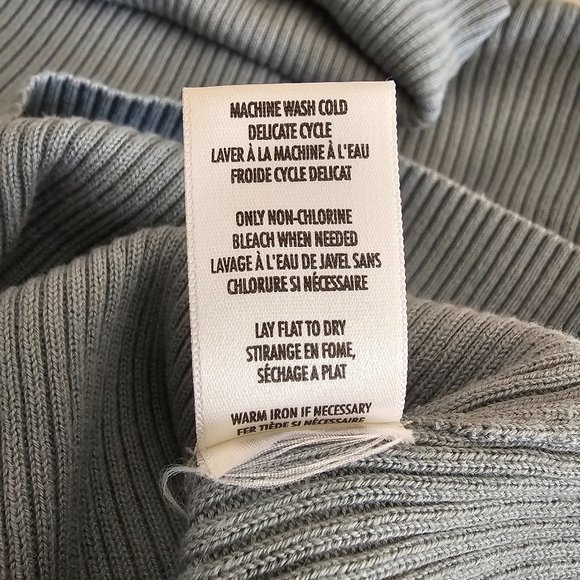 MACHINE WASH COLD
DELICATE CYCLE
LAVER À LA MACHINE À L'EAU
FROIDE CYCLE DELICAT
ONLY NON-CHLORINE
BLEACH WHEN NEEDED
LAVAGE À L'EAU DE JAVEL SANS
CHLORURE SI NÉCESSAIRE
LAY FLAT TO DRY
STIRANGE EN FOME,
SÉCHAGE A PLAT
WARM IRON IF NECESSARY
FER TIÈDE SI NÉCESSAIRE